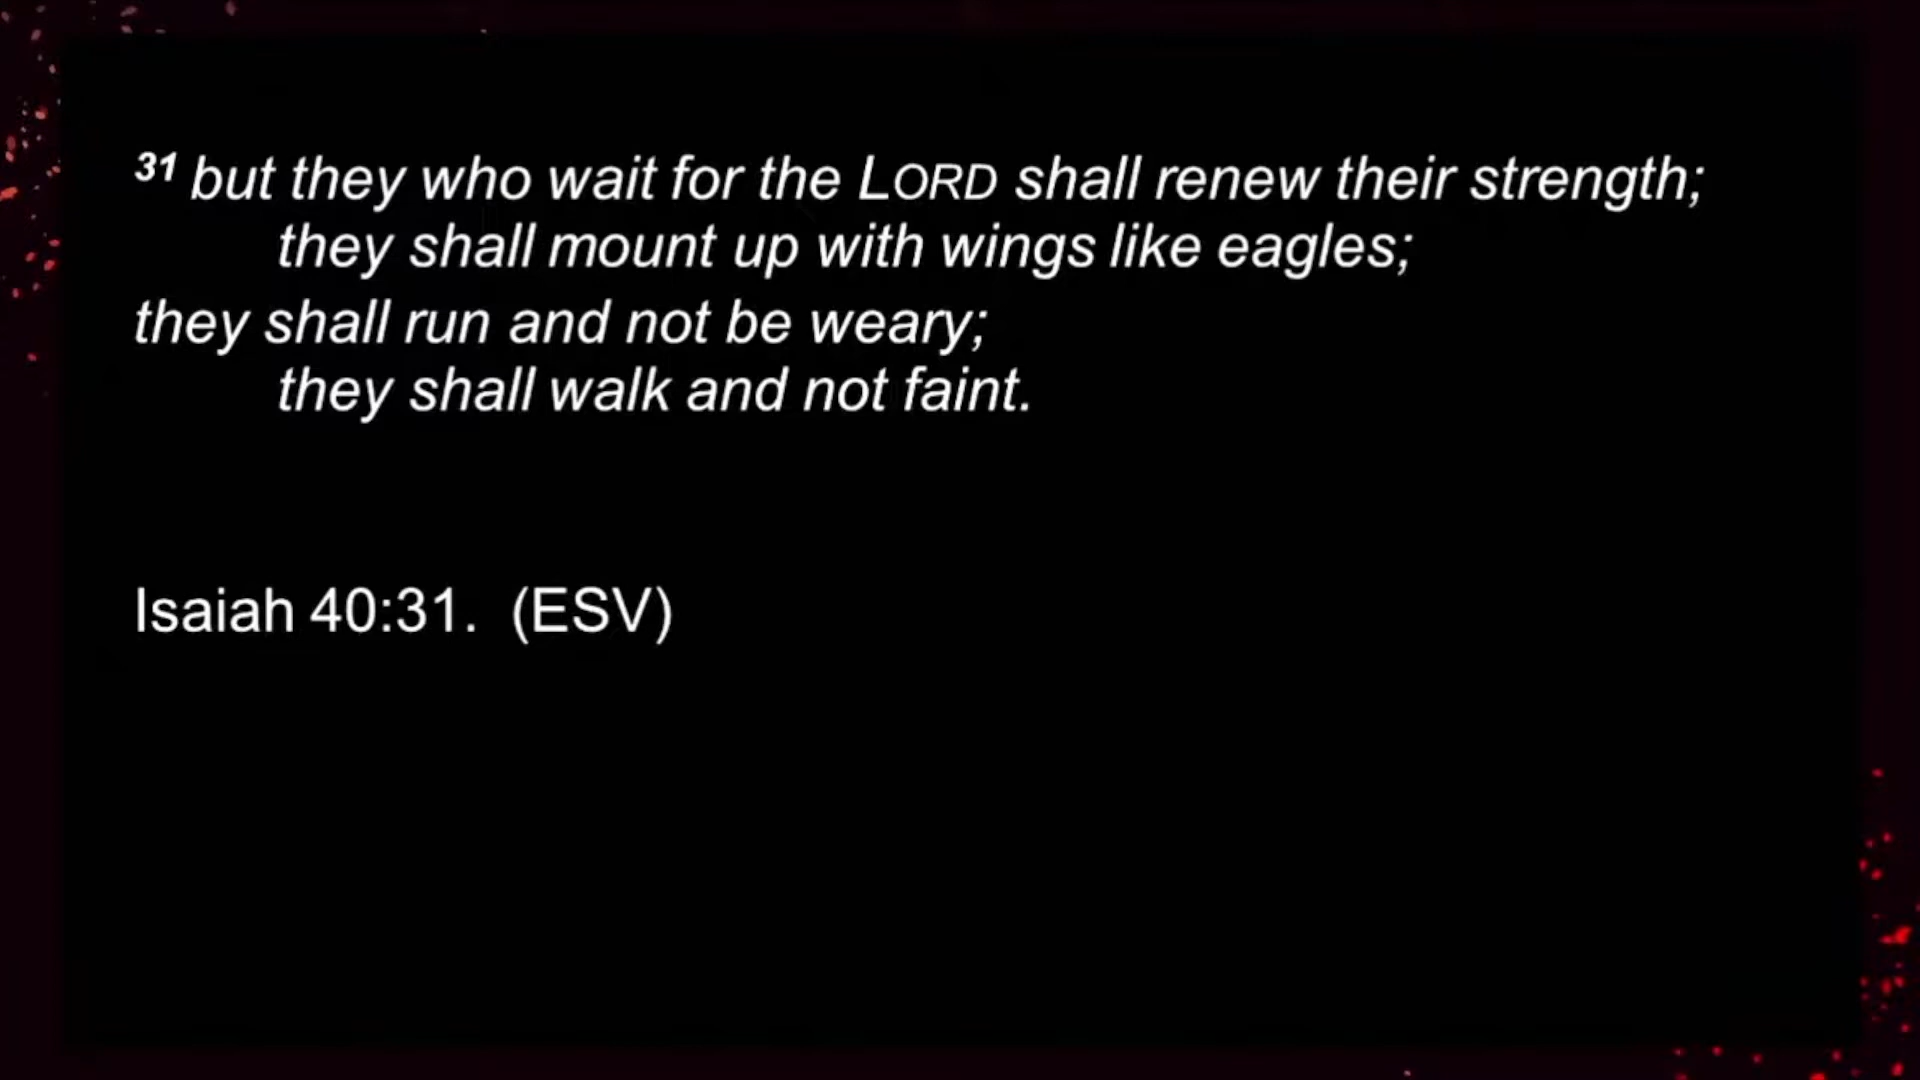 31 but they who wait for the LORD shall renew their strength;
they shall mount up with wings like eagles;
they shall run and not be weary;
they shall walk and not faint.
Isaiah 40:31. (ESV)